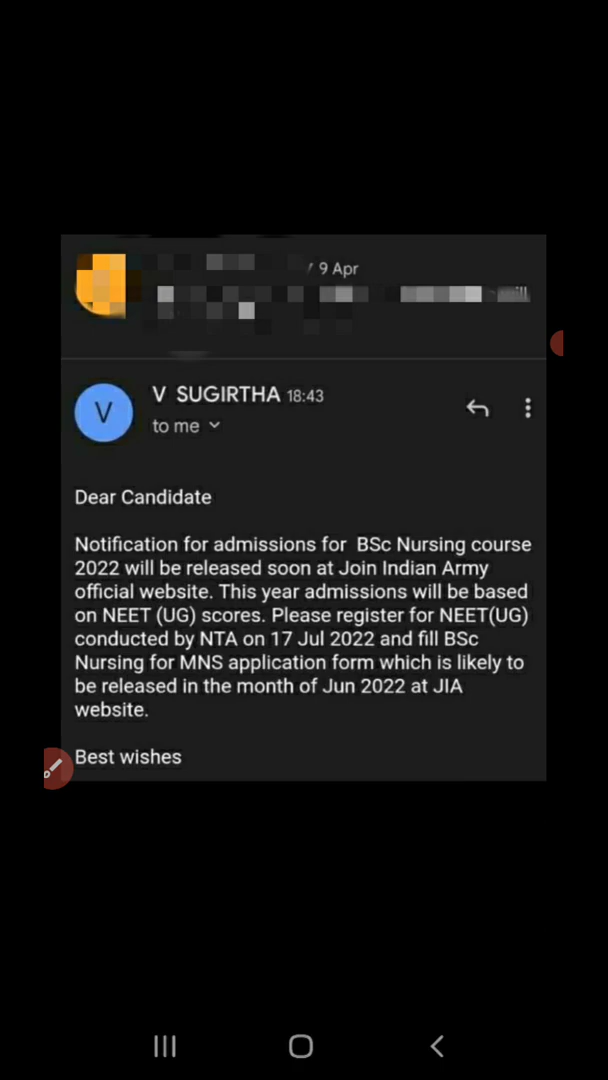 9 Apr
V
V SUGIRTHA 18:43
to me
Dear Candidate
Notification for admissions for BSc Nursing course
2022 will be released soon at Join Indian Army
official website. This year admissions will be based
on NEET (UG) scores. Please register for NEET(UG)
conducted by NTA on 17 Jul 2022 and fill BSc
Nursing for MNS application form which is likely to
be released in the month of Jun 2022 at JIA
website.
Best wishes